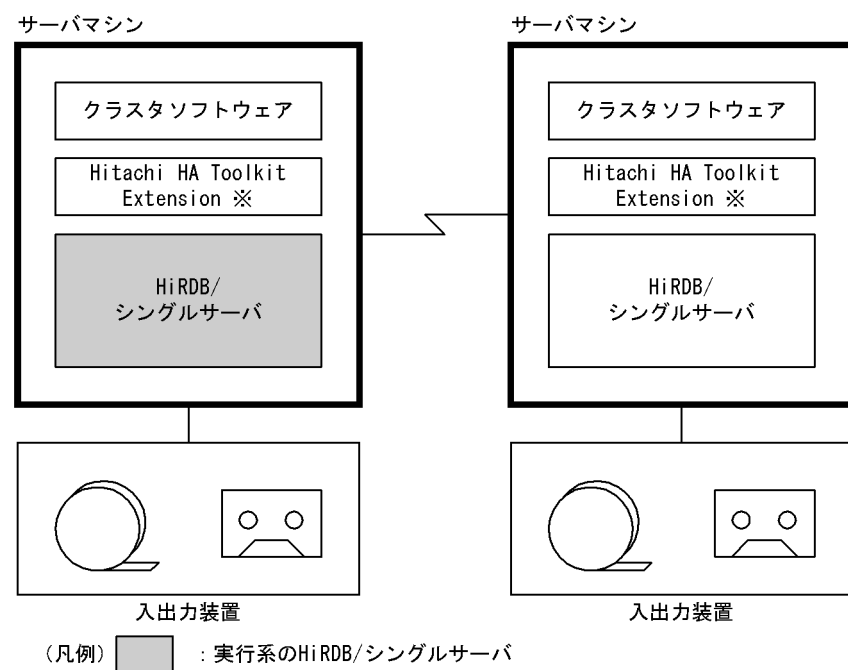 サーバマシン
クラスタソフトウェア
Hitachi HA Toolkit
Extension ※
HiRDB/
シングルサーバ
入出力装置
サーバマシン
クラスタソフトウェア
Hitachi HA Toolkit
Extension ※
HiRDB/
シングルサーバ
入出力装置
(凡例) :実行系のHiRDB/シングルサーバ